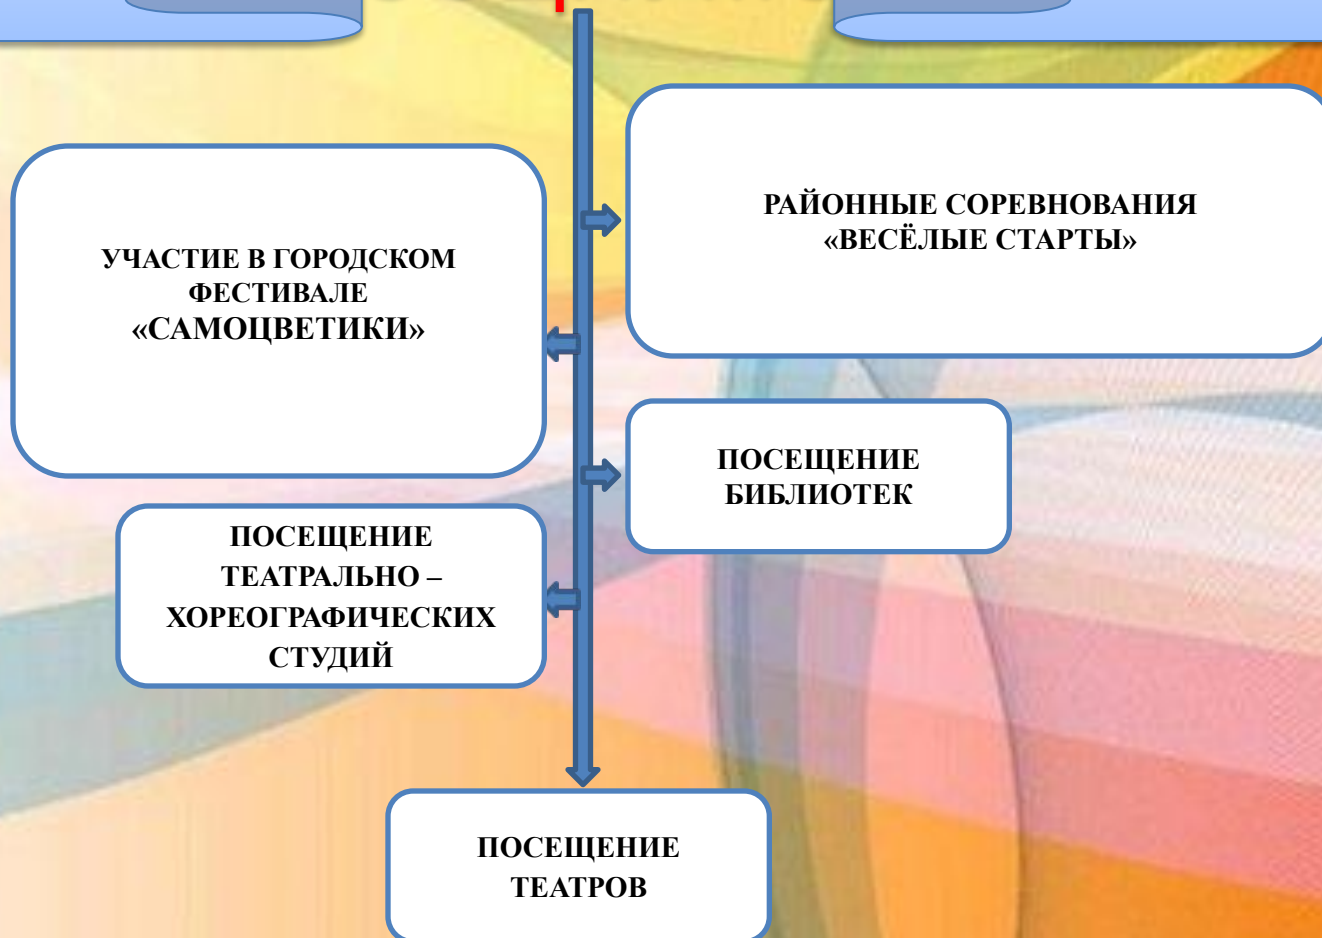 РАЙОННЫЕ СОРЕВНОВАНИЯ
«ВЕСЁЛЫЕ СТАРТЫ»
УЧАСТИЕ В ГОРОДСКОМ
ФЕСТИВАЛЕ
«САМОЦВЕТИКИ»
ПОСЕЩЕНИЕ
БИБЛИОТЕК
ПОСЕЩЕНИЕ
ТЕАТРАЛЬНО –
ХОРЕОГРАФИЧЕСКИХ
СТУДИЙ
ПОСЕЩЕНИЕ
ТЕАТРОВ